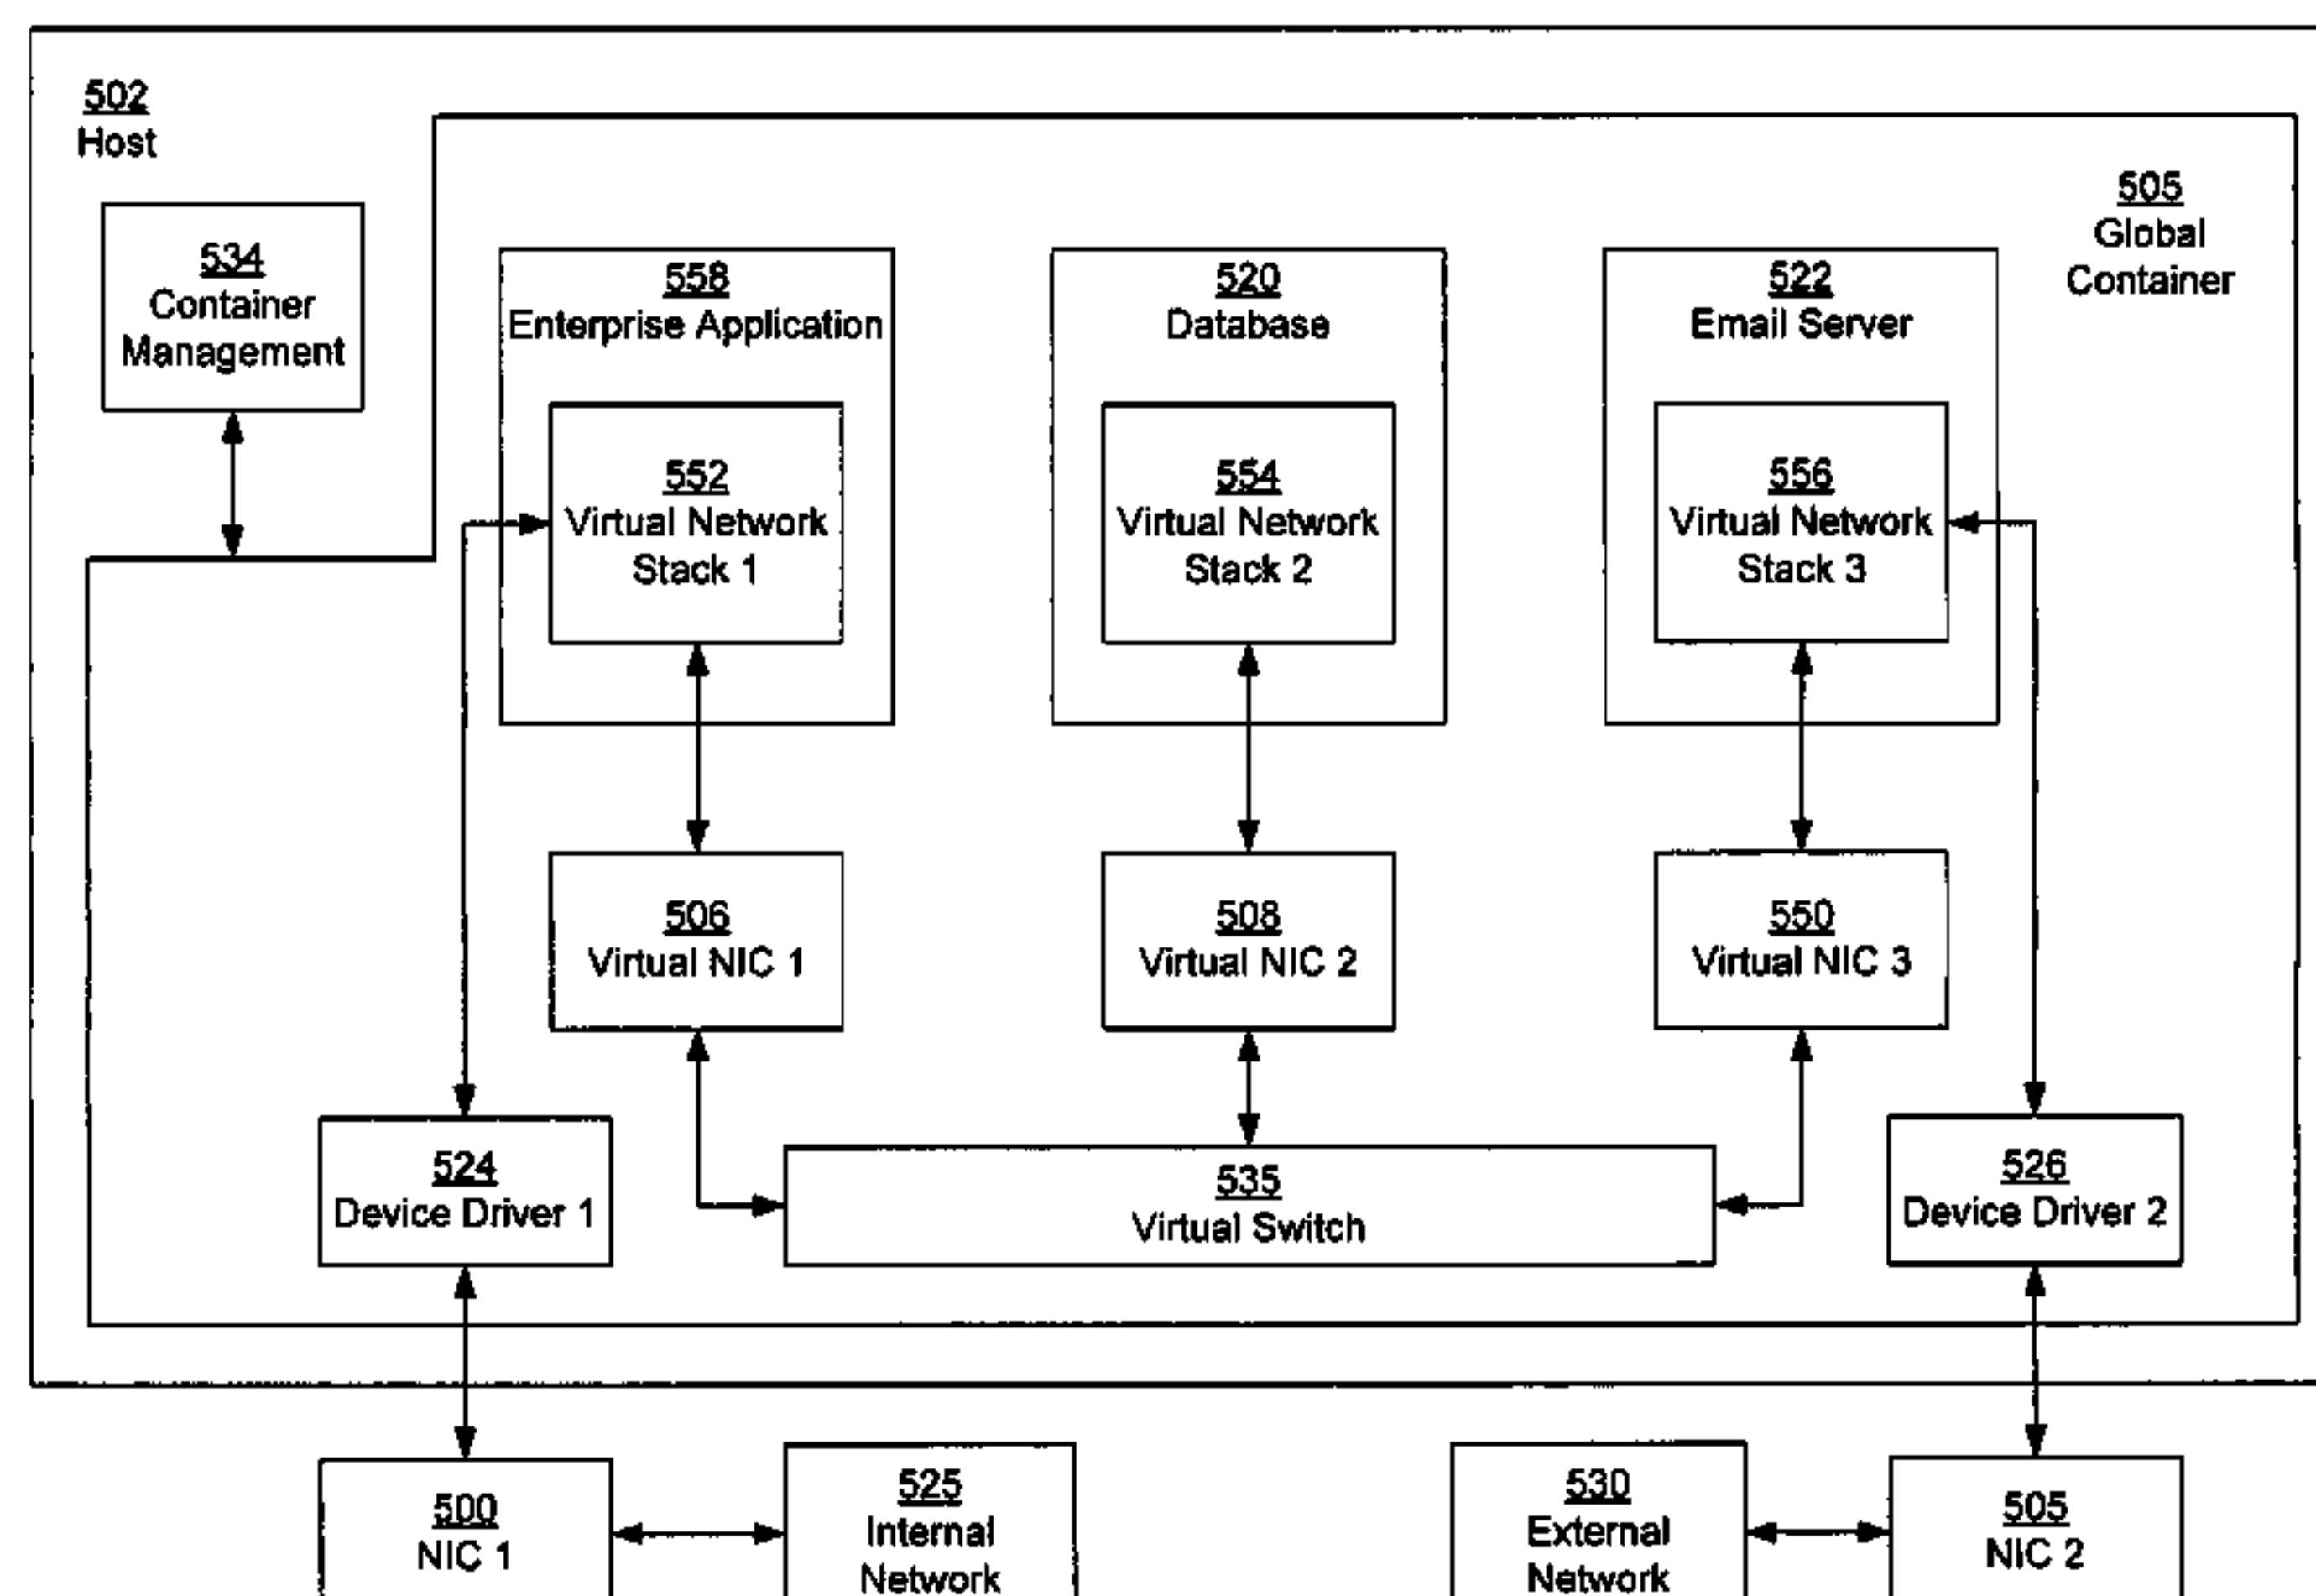 502
Host
505
Global
Container
534
Container
Management
558
Enterprise Application
520
Database
522
Email Server
552
Virtual Network
Stack 1
554
Virtual Network
Stack 2
556
Virtual Network
Stack 3
506
Virtual NIC 1
508
Virtual NIC 2
550
Virtual NIC 3
524
Device Driver 1
535
Virtual Switch
526
Device Driver 2
500
NIC 1
525
Internal
Network
530
External
Network
505
NIC 2